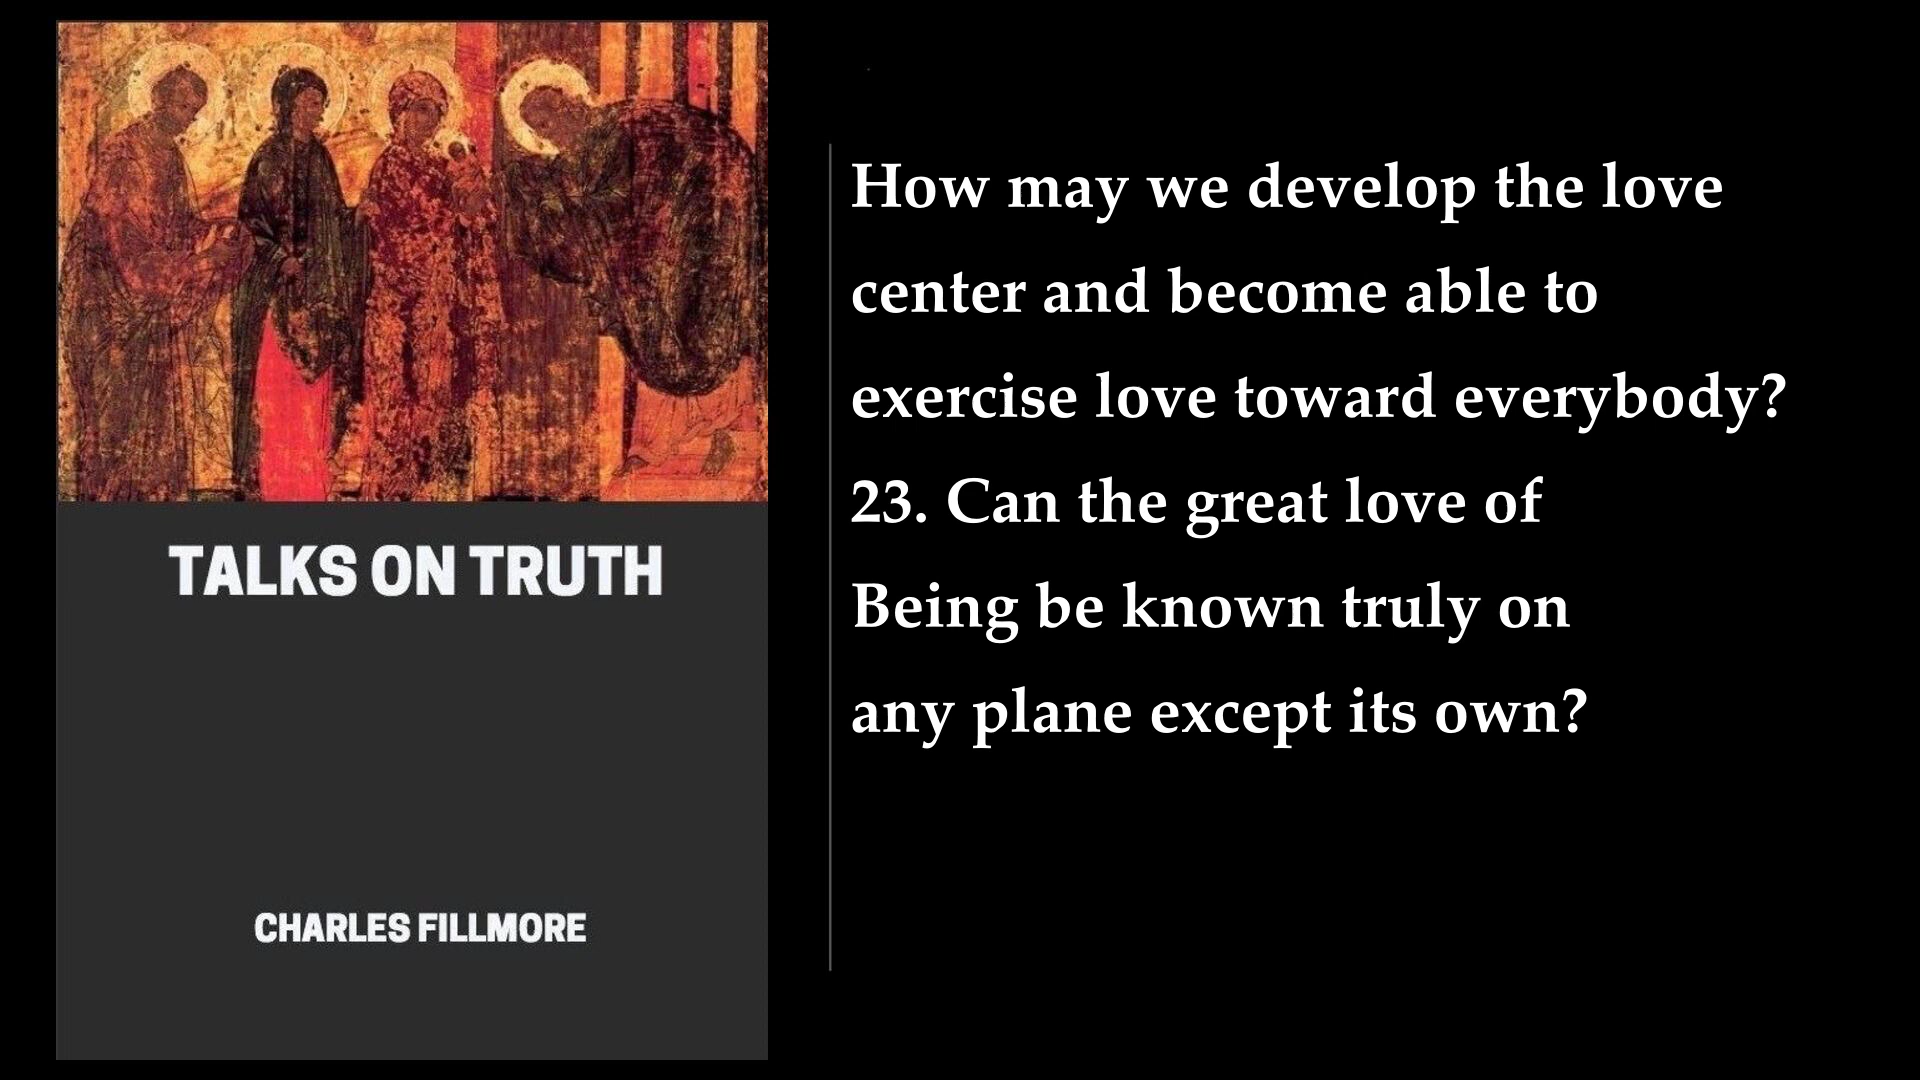 TALKS ON TRUTH
CHARLES FILLMORE
How may we develop the love
center and become able to
exercise love toward everybody?
23. Can the great love of
Being be known truly on
any plane except its own?